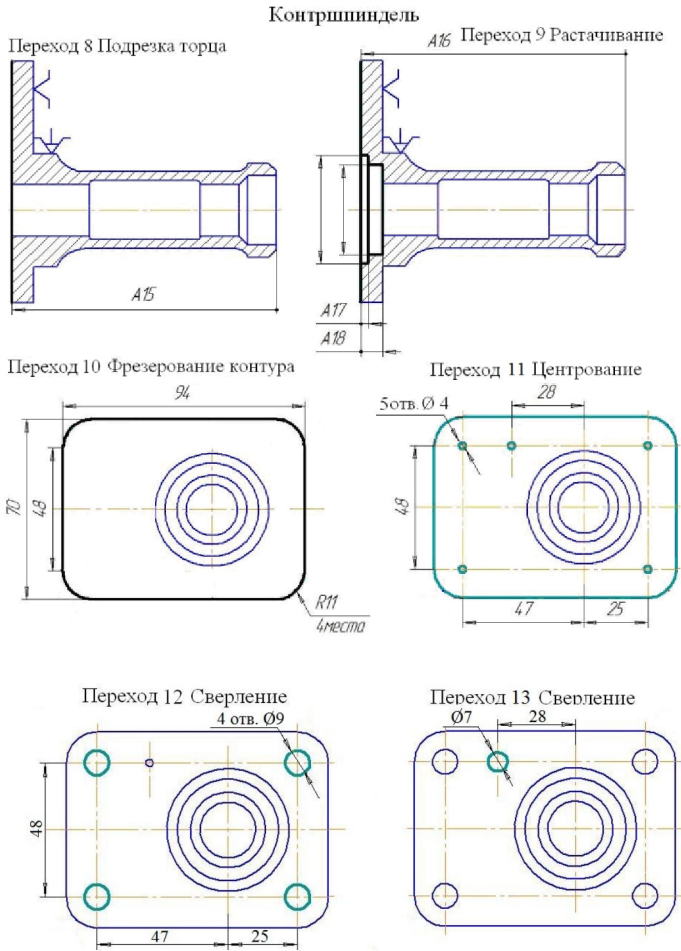 Контршпиндель
Переход 8 Подрезка торца
A16
Переход 9 Растачивание
A15
A17
A18
Переход 10 Фрезерование контура
94
70
48
R11
4места
Переход 11 Центрование
5отв. Ø 4
28
48
47
25
Переход 12 Сверление
4 отв. Ø9
48
47
25
Переход 13 Сверление
Ø7
28